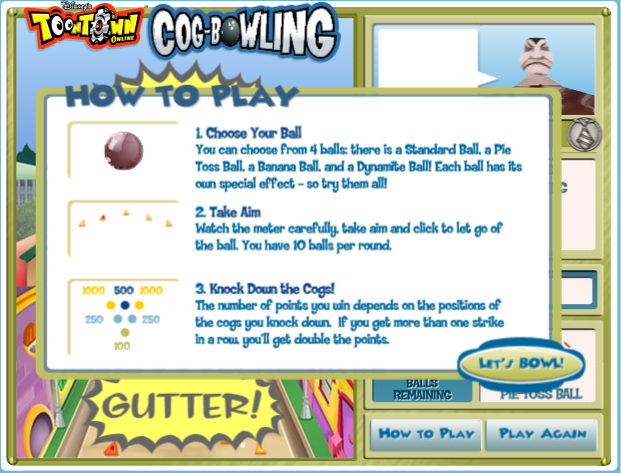 Disney's
TOONTOWN
ONLINE
COG-BOWLING
HOW TO PLAY
1. Choose Your Ball
You can choose from 4 balls: there is a Standard Ball, a Pie
Toss Ball, a Banana Ball, and a Dynamite Ball! Each ball has its
own special effect - so try them all!
2. Take Aim
Watch the meter carefully, take aim and click to let go of
the ball. You have 10 balls per round.
1000 500 1000
250 250
100
3. Knock Down the Cogs!
The number of points you win depends on the positions of
the cogs you knock down. If you get more than one strike
in a row, you'll get double the points.
LET'S BOWL!
GUTTER!
BALLS
REMAINING
PIE TOSS BALL
HOW TO PLAY
PLAY AGAIN